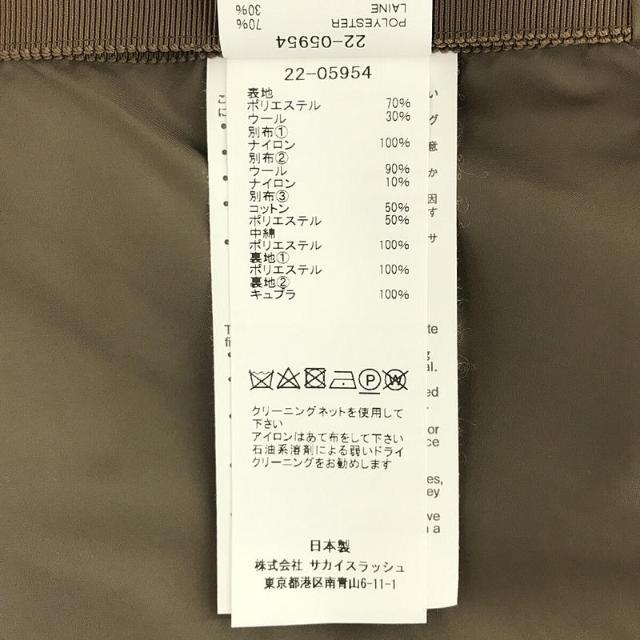 POLYESTER 70%
LAINE 30%
22-05954
22-05954
表地
ポリエステル 70%
ウール 30%
別布①
ナイロン 100%
別布②
ウール 90%
ナイロン 10%
別布③
コットン 50%
ポリエステル 50%
中綿
ポリエステル 100%
裏地①
ポリエステル 100%
裏地②
キュプラ 100%
P W
クリーニングネットを使用して
下さい
アイロンはあて布をして下さい
石油系溶剤による弱いドライ
クリーニングをお勧めします
日本製
株式会社 サカイスラッシュ
東京都港区南青山6-11-1